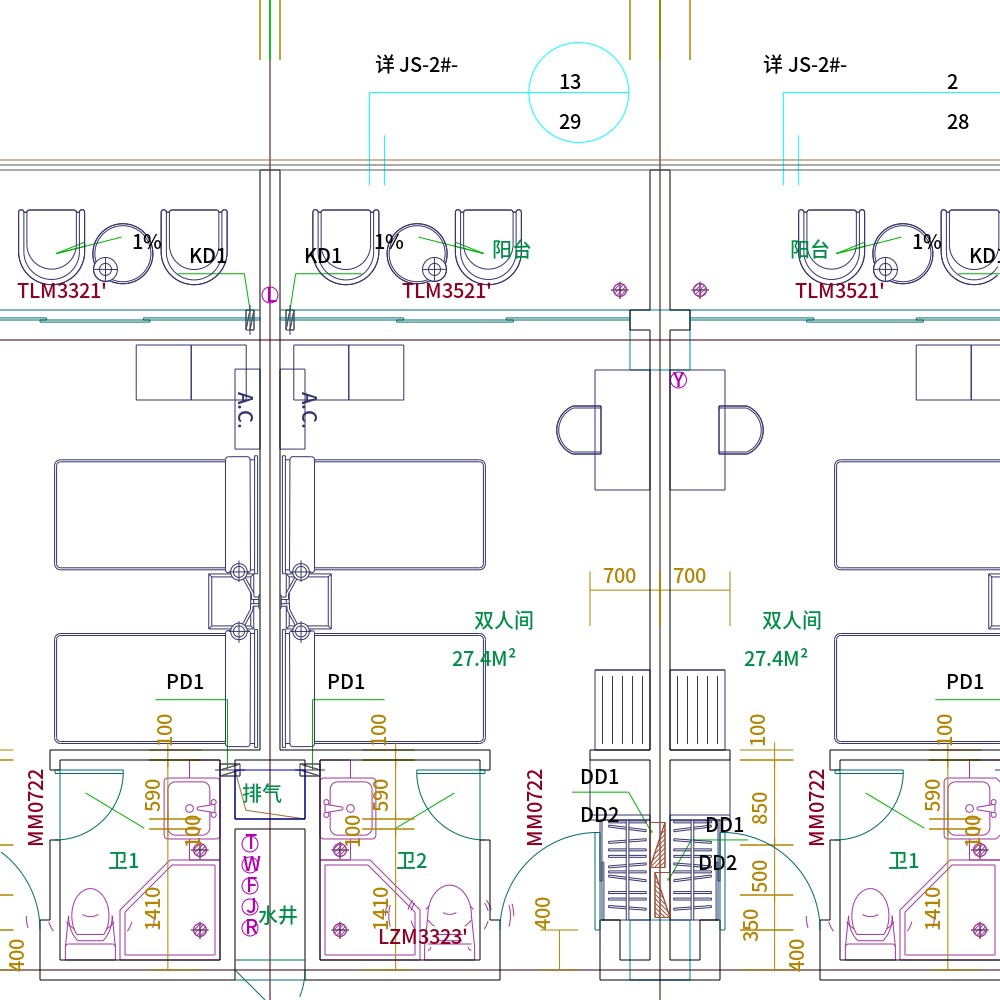 详 JS-2#-
13
29
详 JS-2#-
2
28
1%
KD1
KD1
1%
阳台
阳台
1%
TLM3321'
TLM3521'
TLM3521'
L
A.C.
A.C.
Y
700
700
双人间
27.4M²
双人间
27.4M²
PD1
PD1
PD1
100
100
100
100
MM0722
590
100
排气
590
100
MM0722
DD1
DD2
DD1
DD2
850
MM0722
590
100
卫1
T
W
F
J
R
水井
卫2
卫1
1410
1410
LZM3323'
400
400
500
350
400
1410